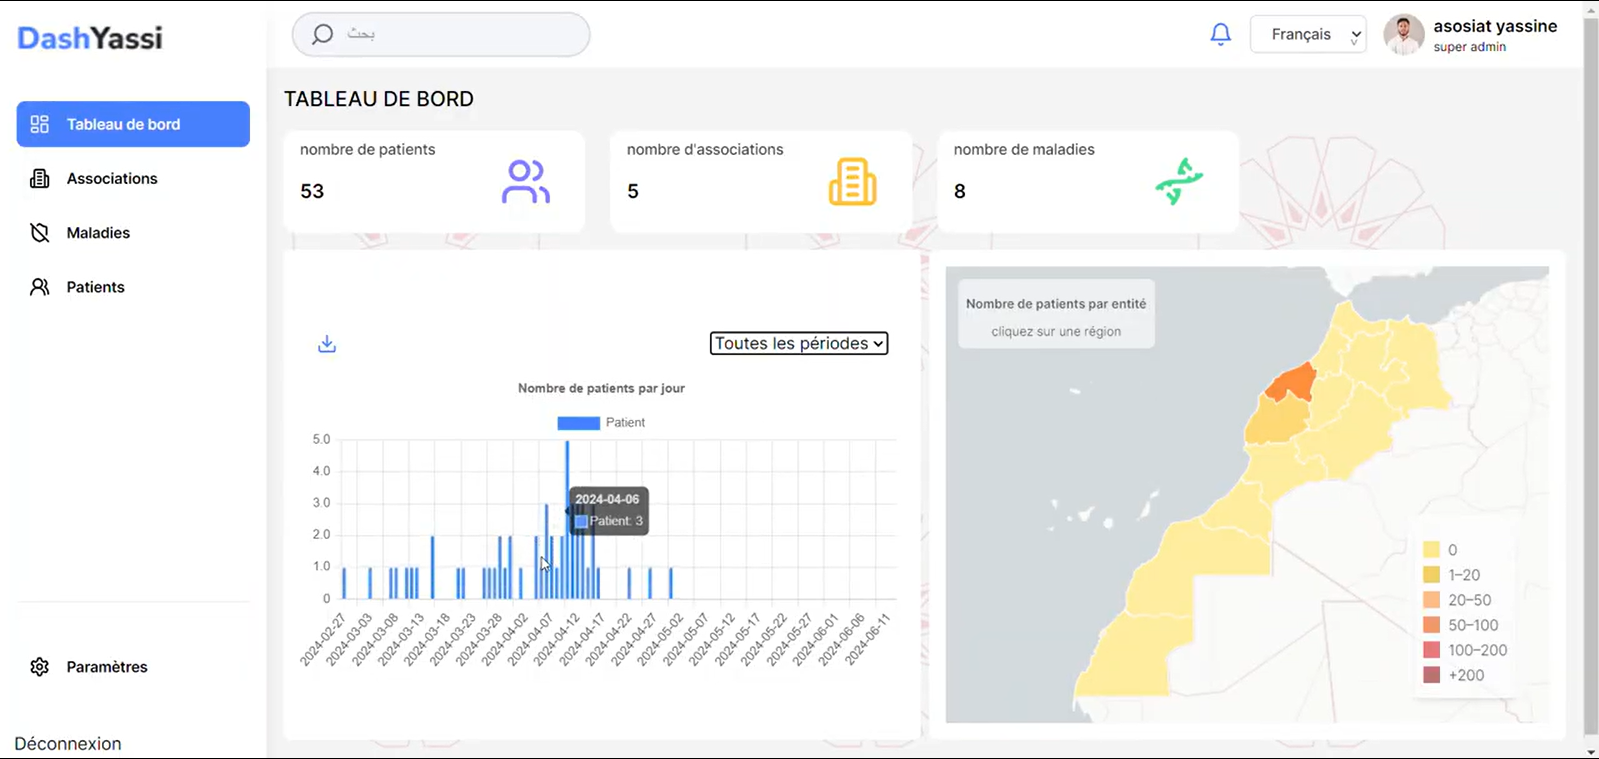 DashYassi
بحث
Français
asosiat yassine
super admin
Tableau de bord
Associations
Maladies
Patients
Paramètres
Déconnexion
TABLEAU DE BORD
nombre de patients
53
nombre d'associations
5
nombre de maladies
8
Toutes les périodes
Nombre de patients par jour
Patient
5.0
4.0
3.0
2.0
1.0
0
2024-04-06
Patient: 3
2024-02-27
2024-03-03
2024-03-08
2024-03-13
2024-03-18
2024-03-23
2024-03-28
2024-04-02
2024-04-07
2024-04-12
2024-04-17
2024-04-22
2024-04-27
2024-05-02
2024-05-07
2024-05-12
2024-05-17
2024-05-22
2024-05-27
2024-06-01
2024-06-06
2024-06-11
Nombre de patients par entité
cliquez sur une région
0
1–20
20–50
50–100
100–200
+200